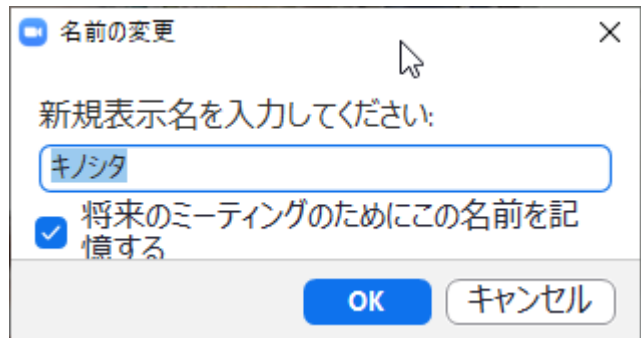 名前の変更
新規表示名を入力してください:
キノシタ
将来のミーティングのためにこの名前を記
憶する
OK
キャンセル